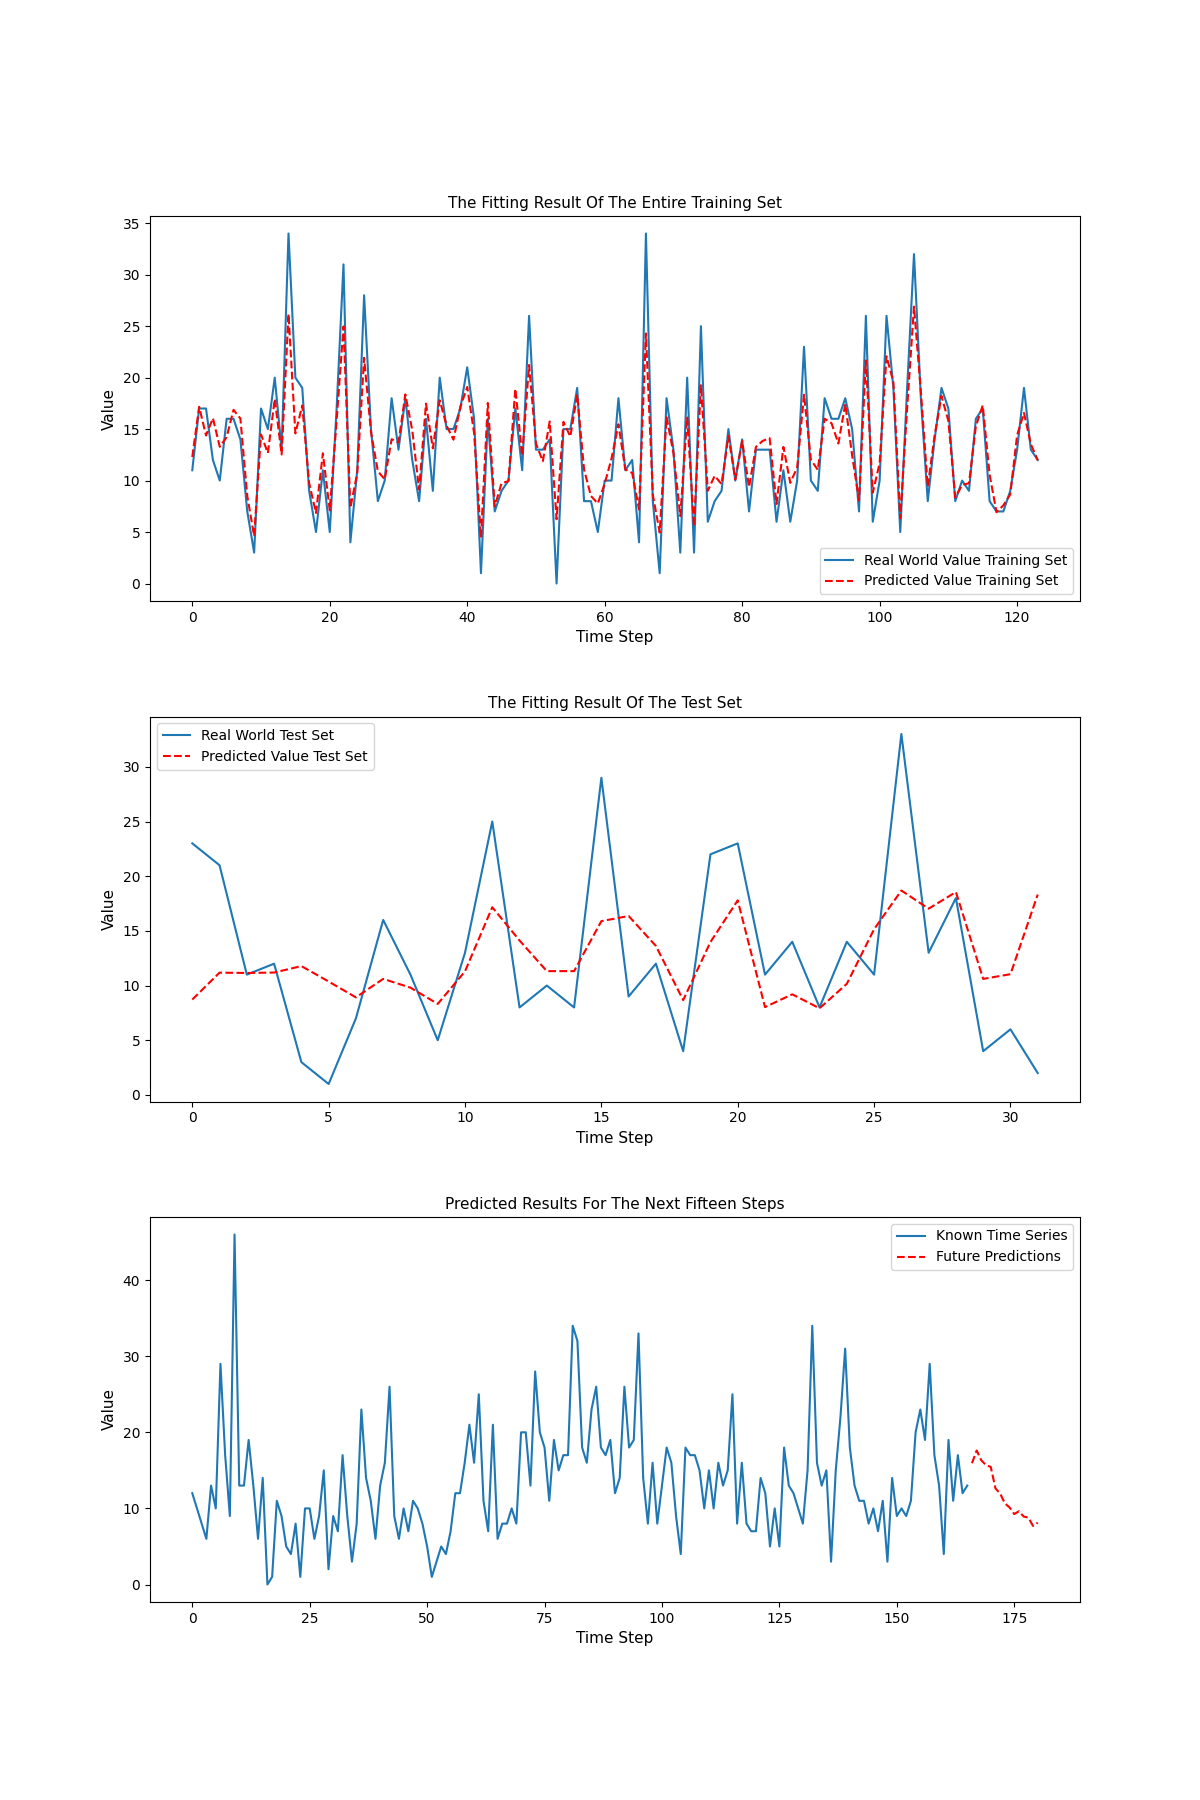 The Fitting Result Of The Entire Training Set
35
30
25
20
15
10
5
0
Value
Real World Value Training Set
Predicted Value Training Set
0 20 40 60 80 100 120
Time Step
The Fitting Result Of The Test Set
Real World Test Set
Predicted Value Test Set
30
25
20
15
10
5
0
Value
0 5 10 15 20 25 30
Time Step
Predicted Results For The Next Fifteen Steps
Known Time Series
Future Predictions
40
30
20
10
0
Value
0 25 50 75 100 125 150 175
Time Step